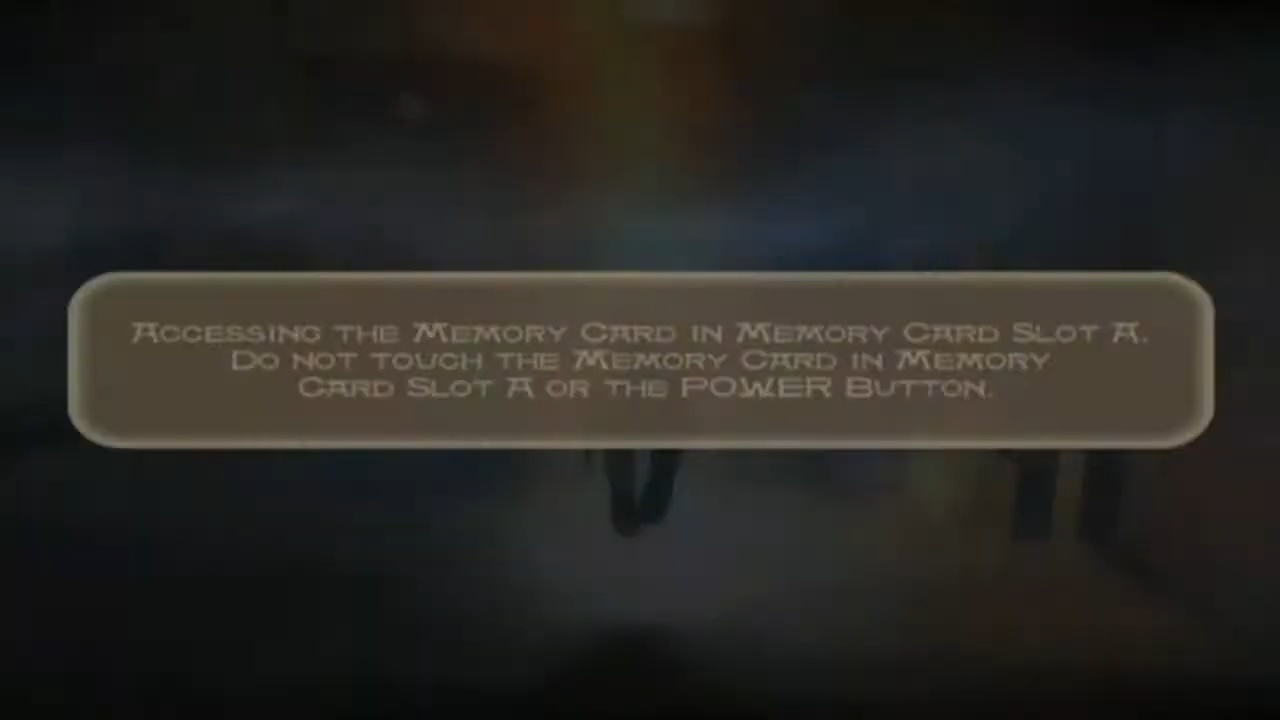 Accessing the Memory Card in Memory Card Slot A.
Do not touch the Memory Card in Memory
Card Slot A or the POWER Button.